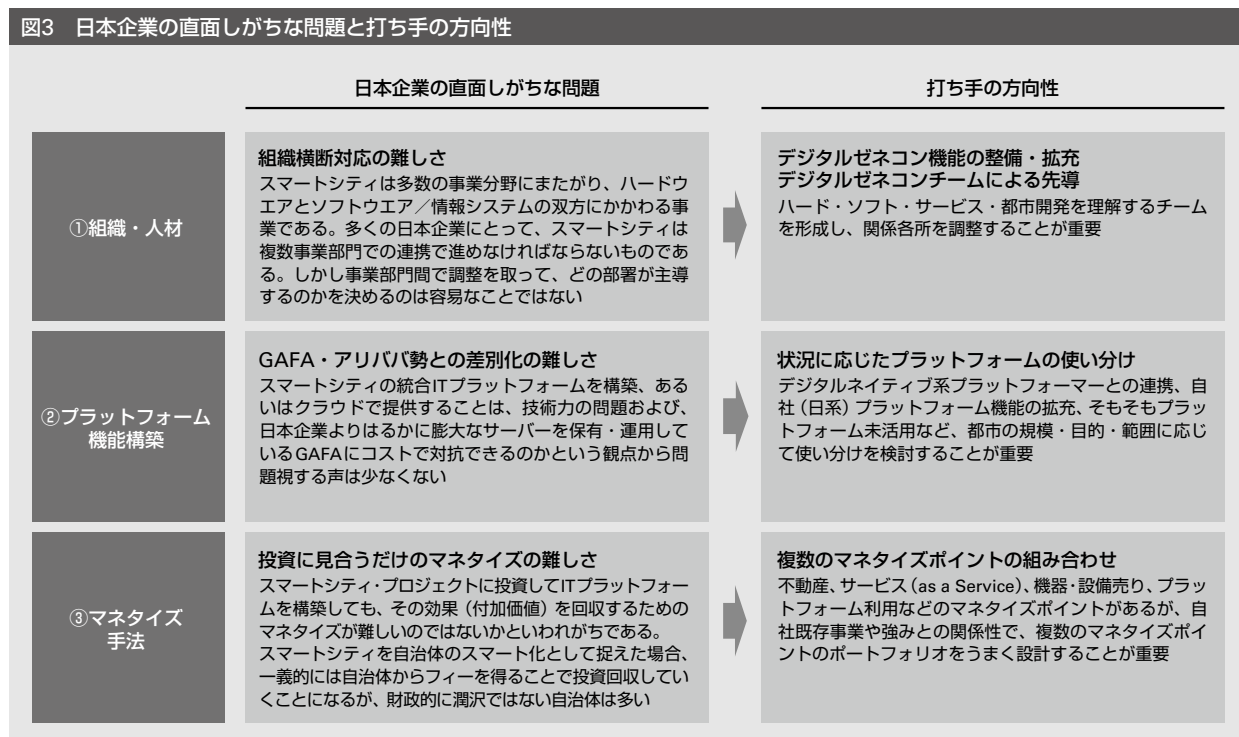 図3 日本企業の直面しがちな問題と打ち手の方向性
日本企業の直面しがちな問題
打ち手の方向性
①組織・人材
組織横断対応の難しさ
スマートシティは多数の事業分野にまたがり、ハードウ
エアとソフトウエア／情報システムの双方にかかわる事
業である。多くの日本企業にとって、スマートシティは
複数事業部門での連携で進めなければならないものであ
る。しかし事業部門間で調整を取って、どの部署が主導
するのかを決めるのは容易なことではない
デジタルゼネコン機能の整備・拡充
デジタルゼネコンチームによる先導
ハード・ソフト・サービス・都市開発を理解するチーム
を形成し、関係各所を調整することが重要
②プラットフォーム
機能構築
GAFA・アリババ勢との差別化の難しさ
スマートシティの統合ITプラットフォームを構築、ある
いはクラウドで提供することは、技術力の問題および、
日本企業よりはるかに膨大なサーバーを保有・運用して
いるGAFAにコストで対抗できるのかという観点から問
題視する声は少なくない
状況に応じたプラットフォームの使い分け
デジタルネイティブ系プラットフォーマーとの連携、自
社（日系）プラットフォーム機能の拡充、そもそもプラッ
トフォーム未活用など、都市の規模・目的・範囲に応じ
て使い分けを検討することが重要
③マネタイズ
手法
投資に見合うだけのマネタイズの難しさ
スマートシティ・プロジェクトに投資してITプラットフォー
ムを構築しても、その効果（付加価値）を回収するための
マネタイズが難しいのではないかといわれがちである。
スマートシティを自治体のスマート化として捉えた場合、
一義的には自治体からフィーを得ることで投資回収してい
くことになるが、財政的に潤沢ではない自治体は多い
複数のマネタイズポイントの組み合わせ
不動産、サービス（as a Service）、機器・設備売り、プラッ
トフォーム利用などのマネタイズポイントがあるが、自
社既存事業や強みとの関係性で、複数のマネタイズポイ
ントのポートフォリオをうまく設計することが重要